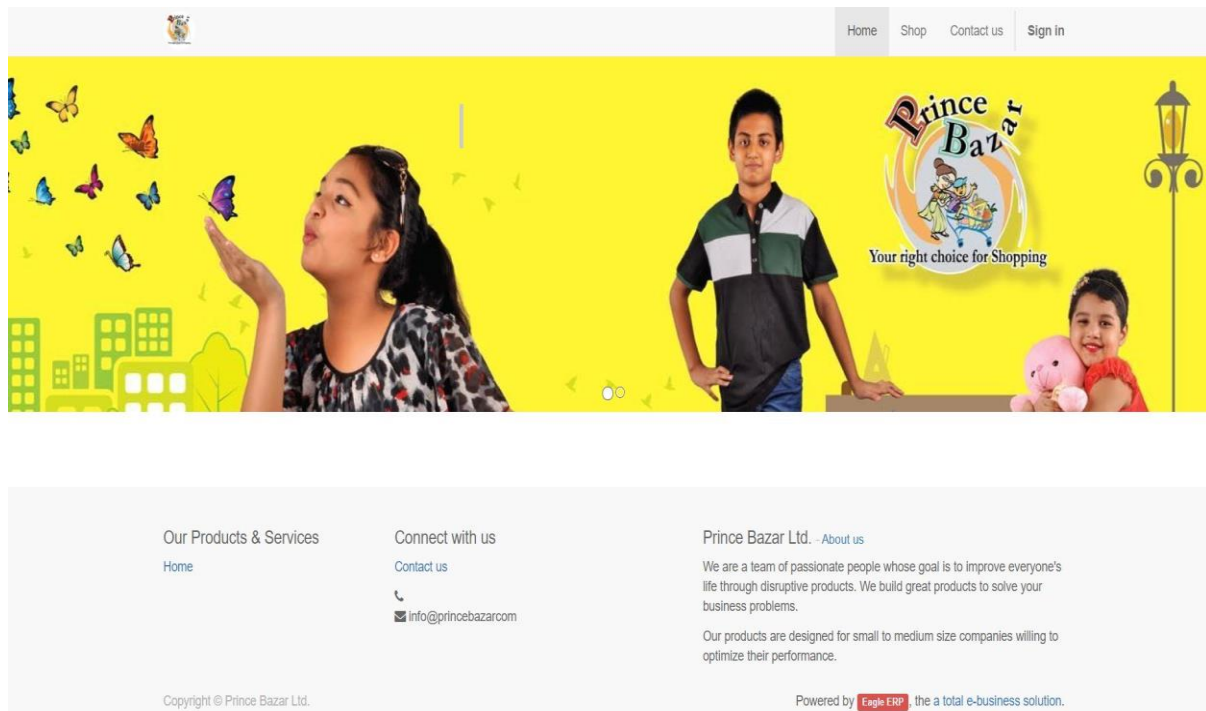 Home Shop Contact us Sign in
Prince
Bazar
Your right choice for Shopping
Our Products & Services
Home
Connect with us
Contact us
info@princebazarcom
Prince Bazar Ltd. - About us
We are a team of passionate people whose goal is to improve everyone's
life through disruptive products. We build great products to solve your
business problems.
Our products are designed for small to medium size companies willing to
optimize their performance.
Copyright © Prince Bazar Ltd.
Powered by Eagle ERP, the a total e-business solution.